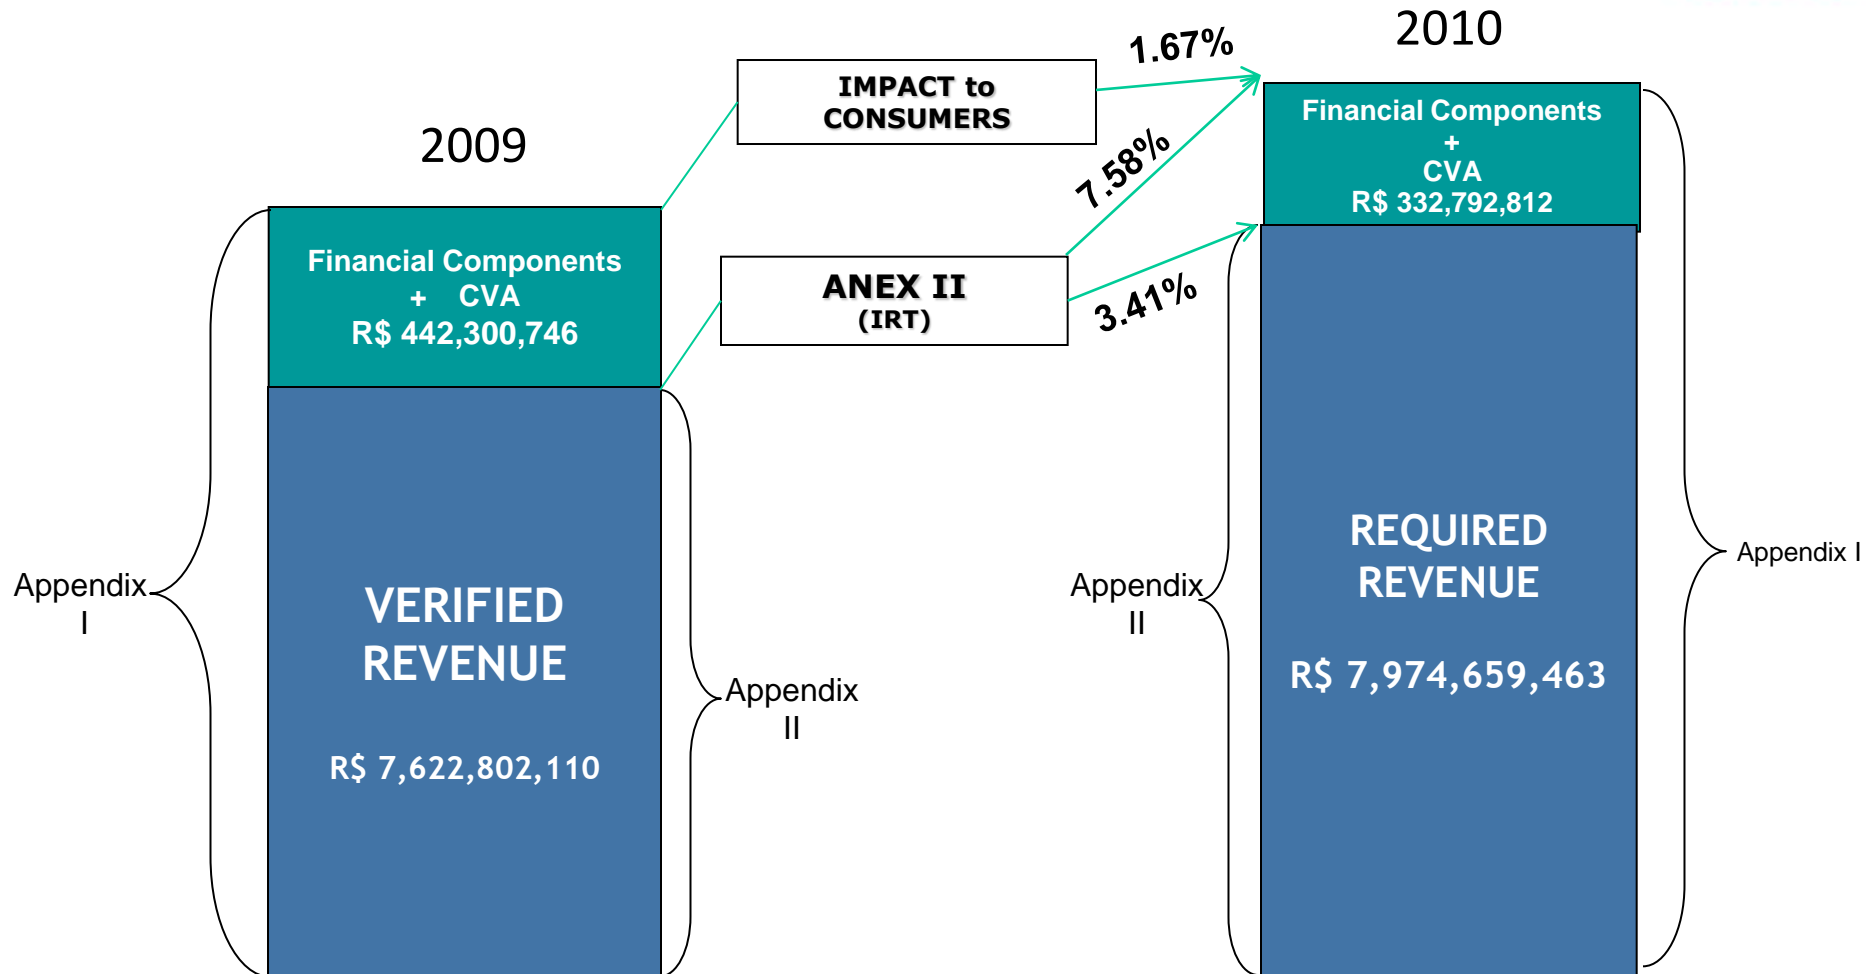 2009
Financial Components
+ CVA
R$ 442,300,746
VERIFIED
REVENUE
R$ 7,622,802,110
Appendix
I
Appendix
II
IMPACT to
CONSUMERS
ANEX II
(IRT)
1.67%
7.58%
3.41%
2010
Financial Components
+
CVA
R$ 332,792,812
REQUIRED
REVENUE
R$ 7,974,659,463
Appendix
II
Appendix I